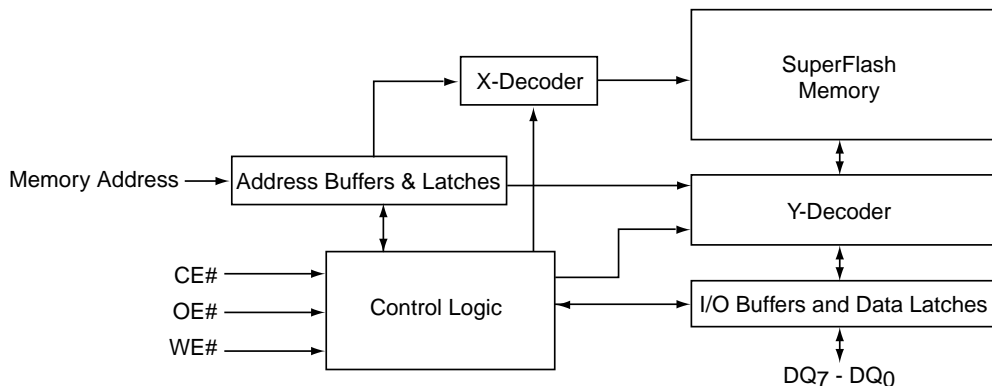 SuperFlash
Memory
X-Decoder
Memory Address
Address Buffers & Latches
Y-Decoder
CE#
OE#
WE#
Control Logic
I/O Buffers and Data Latches
DQ7 - DQ0